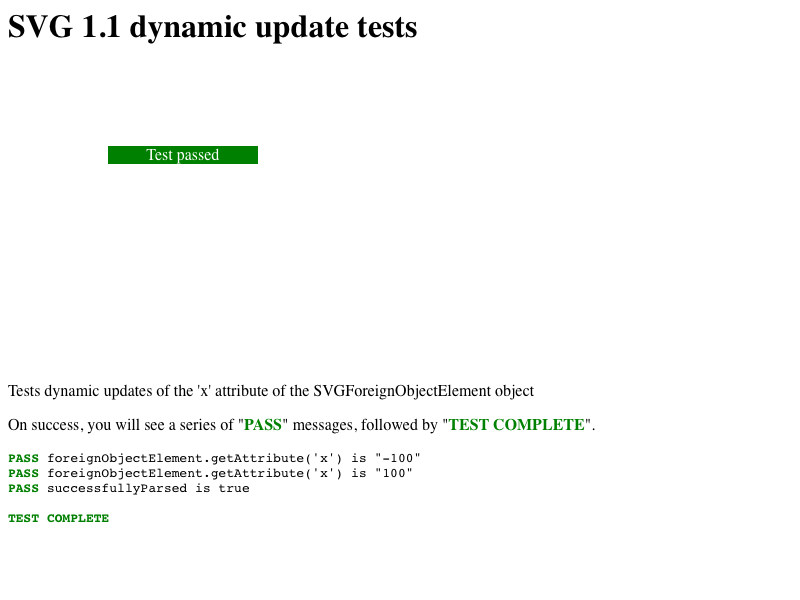 SVG 1.1 dynamic update tests
Test passed
Tests dynamic updates of the 'x' attribute of the SVGForeignObjectElement object
On success, you will see a series of "PASS" messages, followed by "TEST COMPLETE".
PASS foreignObjectElement.getAttribute('x') is "-100"
PASS foreignObjectElement.getAttribute('x') is "100"
PASS successfullyParsed is true
TEST COMPLETE